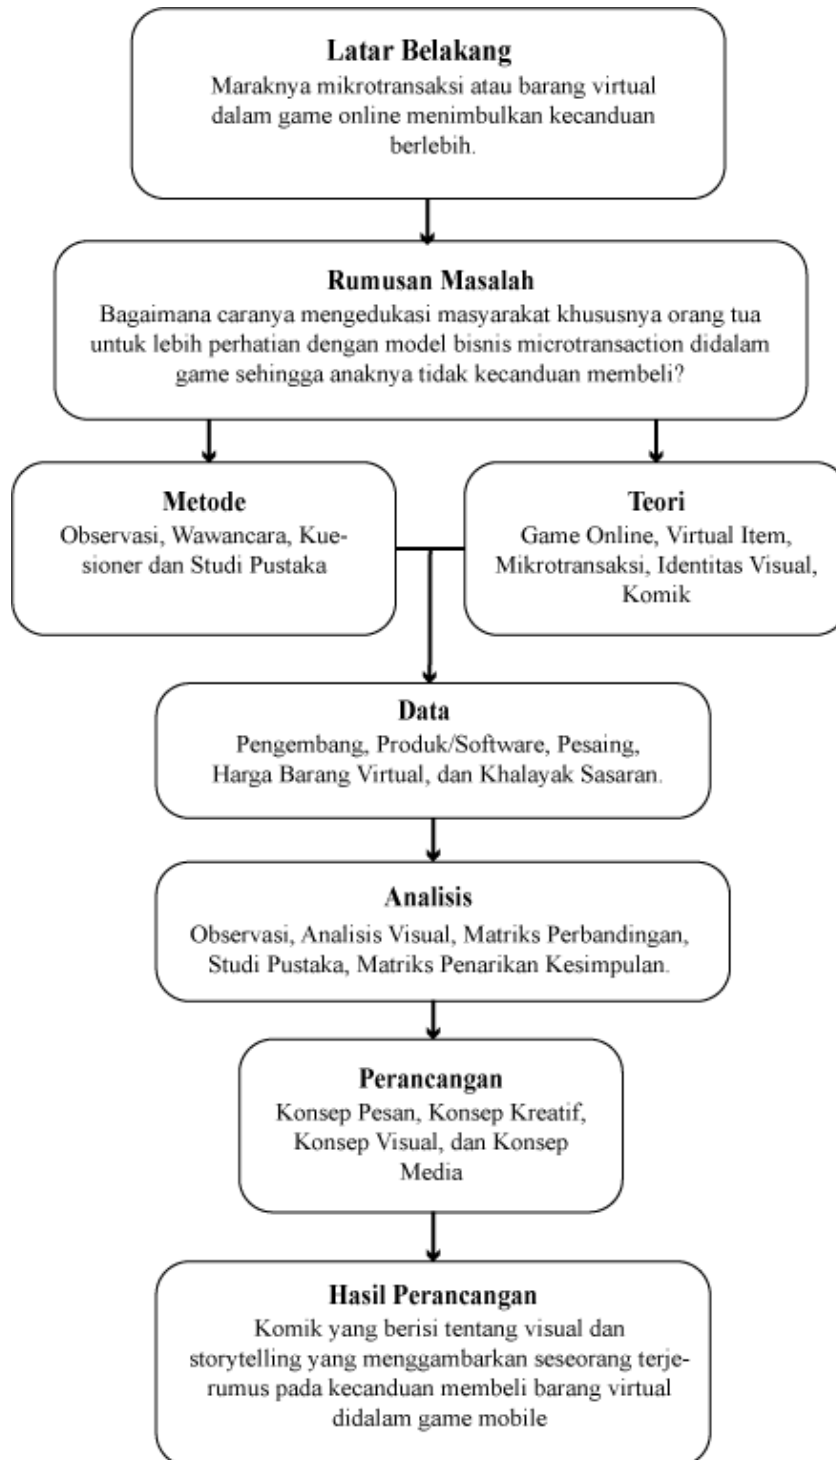 Latar Belakang
Maraknya mikrotransaksi atau barang virtual
dalam game online menimbulkan kecanduan
berlebih.
Rumusan Masalah
Bagaimana caranya mengedukasi masyarakat khususnya orang tua
untuk lebih perhatian dengan model bisnis microtransaction didalam
game sehingga anaknya tidak kecanduan membeli?
Metode
Observasi, Wawancara, Kue-
sioner dan Studi Pustaka
Teori
Game Online, Virtual Item,
Mikrotransaksi, Identitas Visual,
Komik
Data
Pengembang, Produk/Software, Pesaing,
Harga Barang Virtual, dan Khalayak Sasaran.
Analisis
Observasi, Analisis Visual, Matriks Perbandingan,
Studi Pustaka, Matriks Penarikan Kesimpulan.
Perancangan
Konsep Pesan, Konsep Kreatif,
Konsep Visual, dan Konsep
Media
Hasil Perancangan
Komik yang berisi tentang visual dan
storytelling yang menggambarkan seseorang terje-
rumus pada kecanduan membeli barang virtual
didalam game mobile